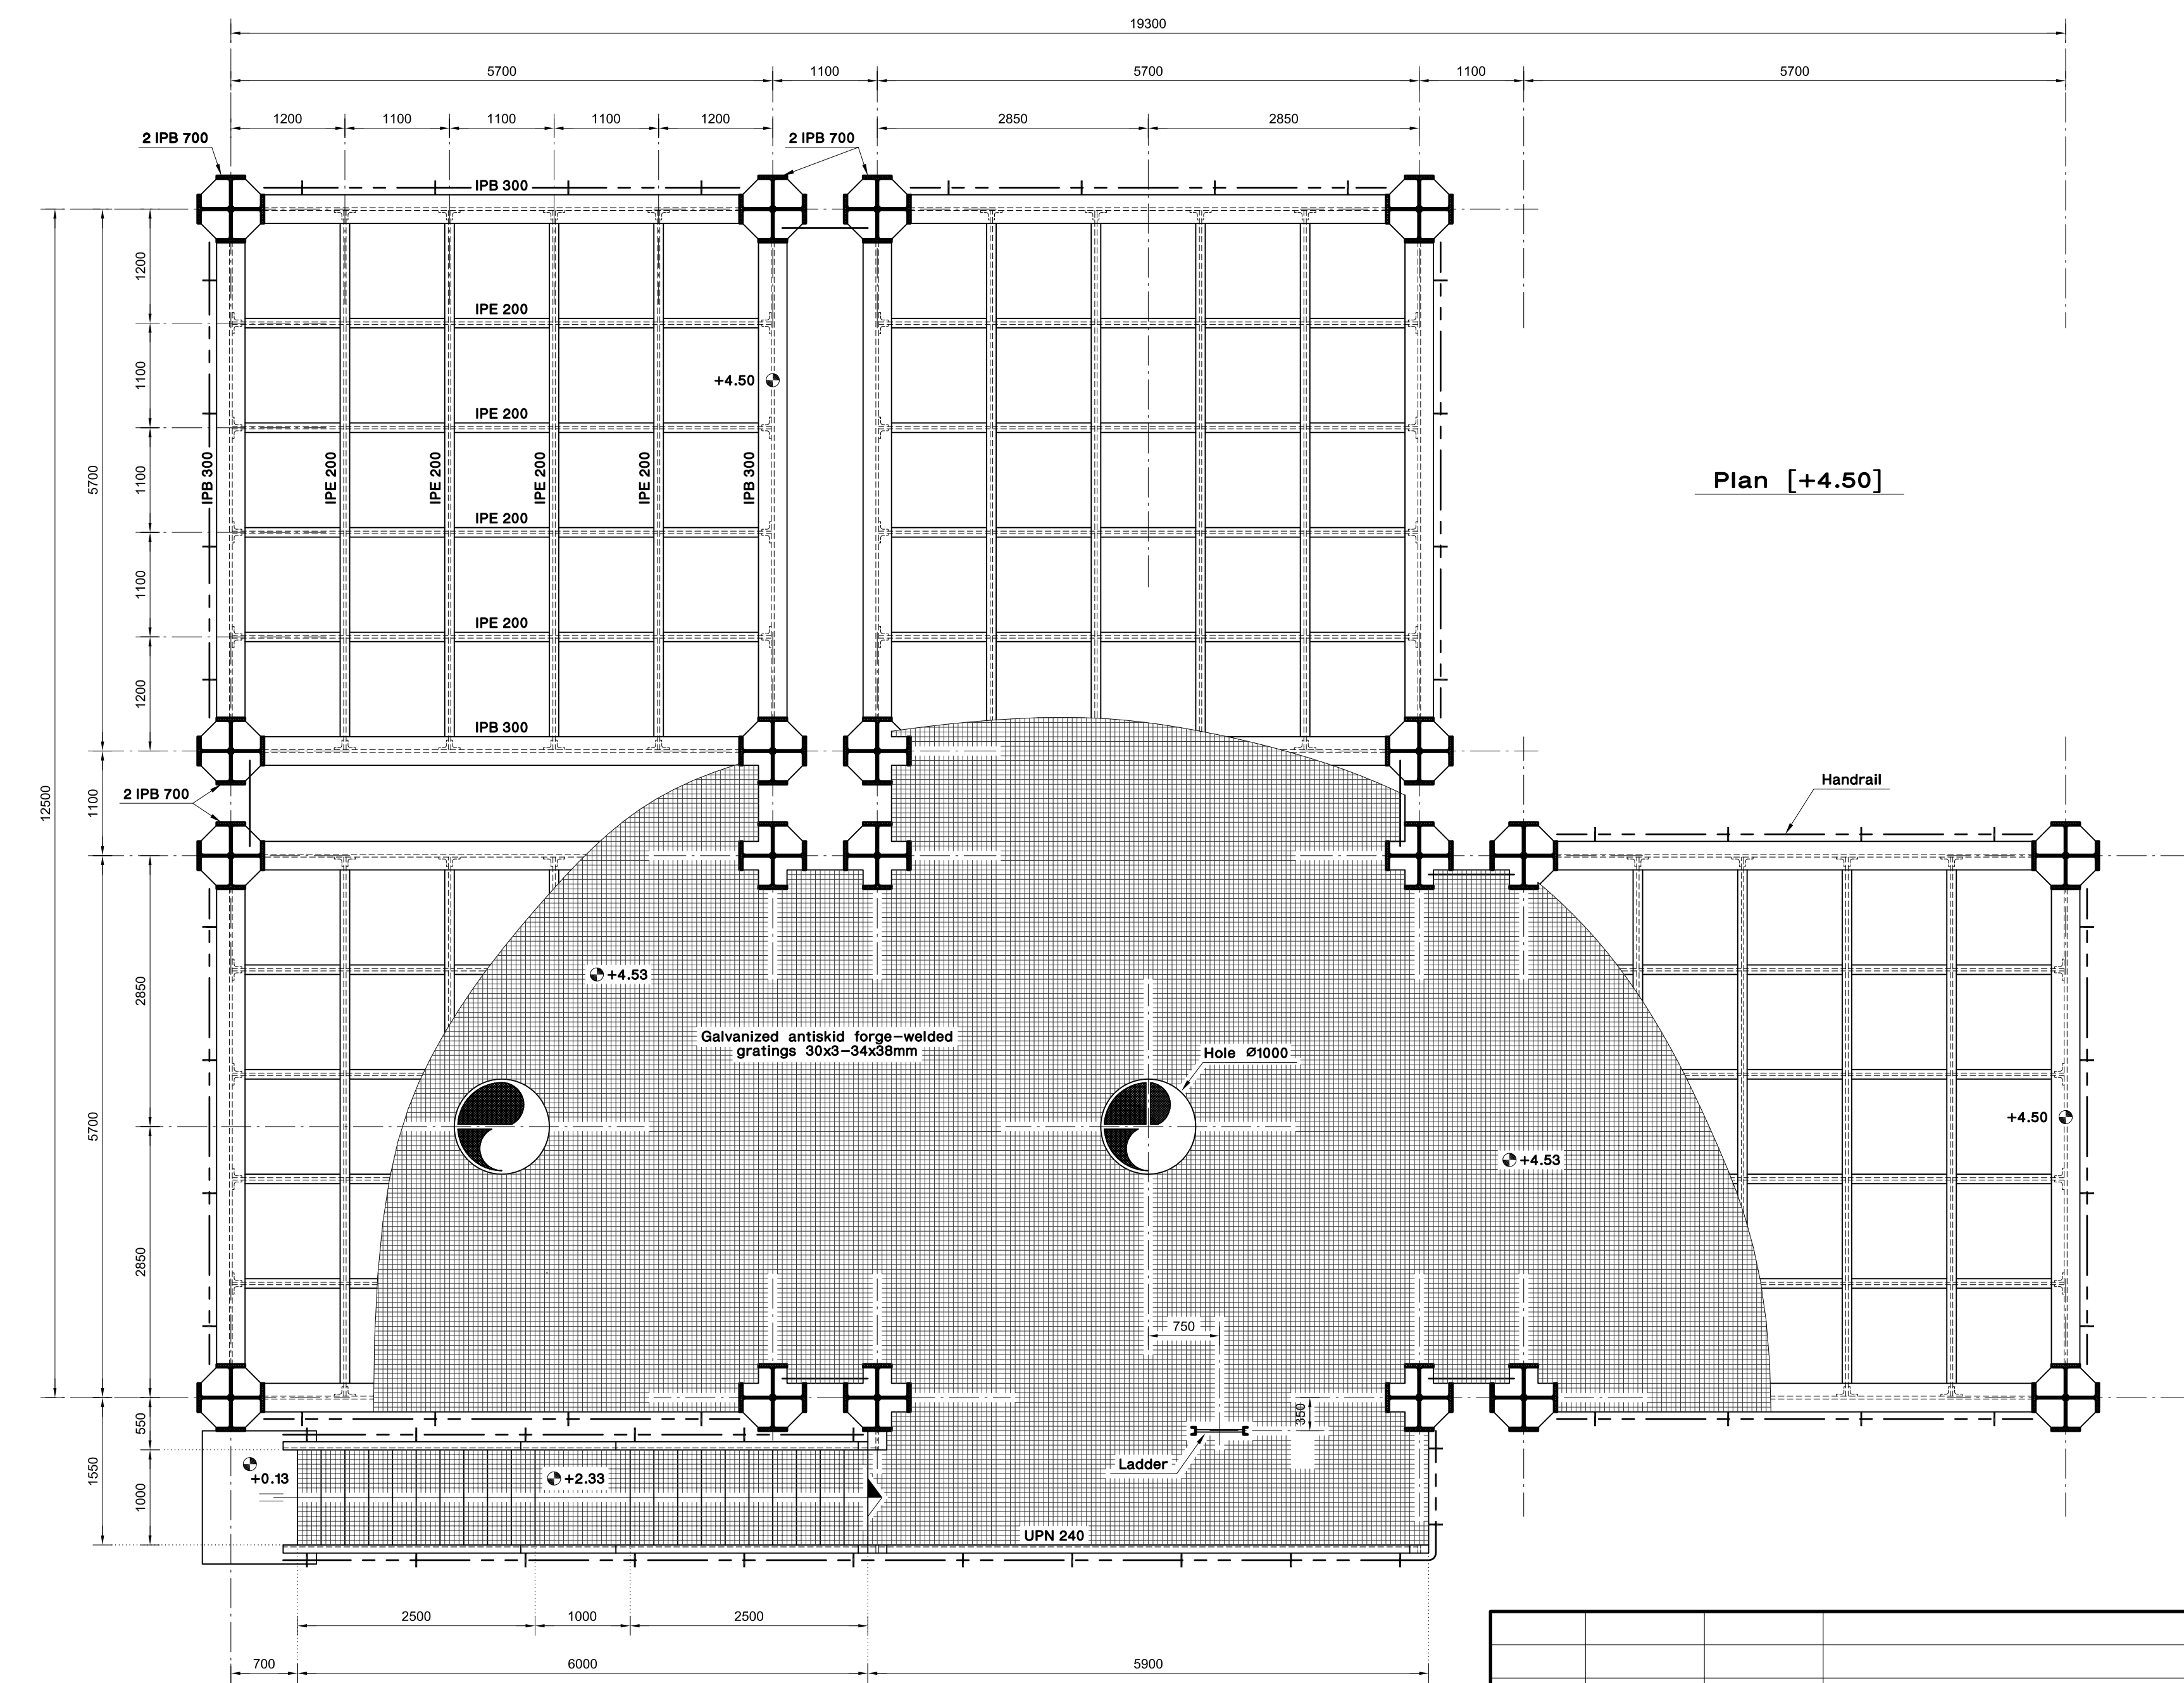 19300
5700
1100
5700
1100
5700
1200
1100
1100
1100
1200
2850
2850
2 IPB 700
2 IPB 700
IPB 300
1200
IPE 200
1100
+4.50
IPE 200
5700
1100
IPB 300
IPE 200
IPE 200
IPE 200
IPE 200
IPB 300
Plan [+4.50]
IPE 200
1100
IPE 200
1200
IPB 300
12500
1100
2 IPB 700
Handrail
2850
+4.53
Galvanized antiskid forge-welded
gratings 30x3-34x38mm
Hole Ø1000
5700
+4.50
+4.53
2850
750
550
350
1550
1000
+0.13
+2.33
Ladder
UPN 240
2500
1000
2500
700
6000
5900